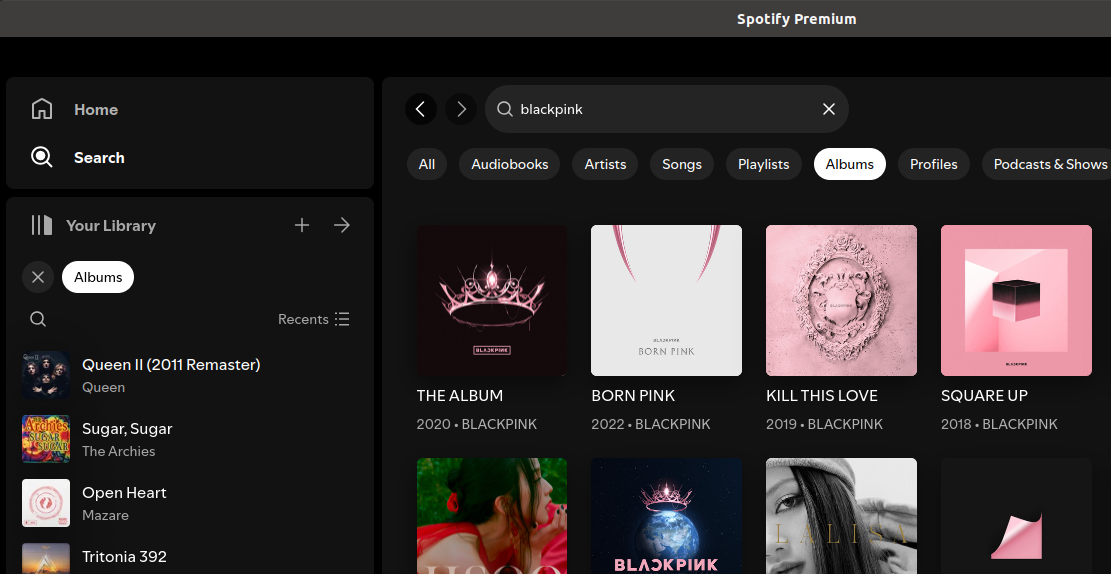 Spotify Premium
Home
Search
Your Library
Albums
Recents
Queen II (2011 Remaster)
Queen
Sugar, Sugar
The Archies
Open Heart
Mazare
Tritonia 392
blackpink
All Audiobooks Artists Songs Playlists Albums Profiles Podcasts & Shows
BLACKPINK
BORN PINK
BLACKPINK
BLACKPINK
THE ALBUM BORN PINK KILL THIS LOVE SQUARE UP
2020 • BLACKPINK 2022 • BLACKPINK 2019 • BLACKPINK 2018 • BLACKPINK
LALISA
BLACKPINK